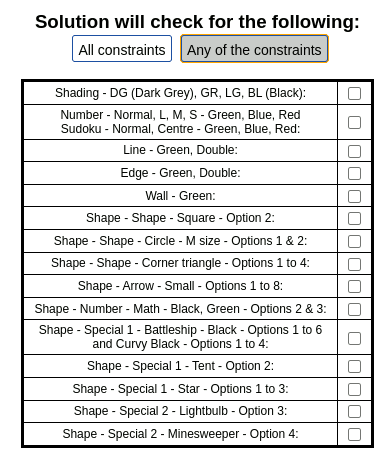 Solution will check for the following:
All constraints
Any of the constraints
Shading - DG (Dark Grey), GR, LG, BL (Black):
Number - Normal, L, M, S - Green, Blue, Red
Sudoku - Normal, Centre - Green, Blue, Red:
Line - Green, Double:
Edge - Green, Double:
Wall - Green:
Shape - Shape - Square - Option 2:
Shape - Shape - Circle - M size - Options 1 & 2:
Shape - Shape - Corner triangle - Options 1 to 4:
Shape - Arrow - Small - Options 1 to 8:
Shape - Number - Math - Black, Green - Options 2 & 3:
Shape - Special 1 - Battleship - Black - Options 1 to 6
and Curvy Black - Options 1 to 4:
Shape - Special 1 - Tent - Option 2:
Shape - Special 1 - Star - Options 1 to 3:
Shape - Special 2 - Lightbulb - Option 3:
Shape - Special 2 - Minesweeper - Option 4: